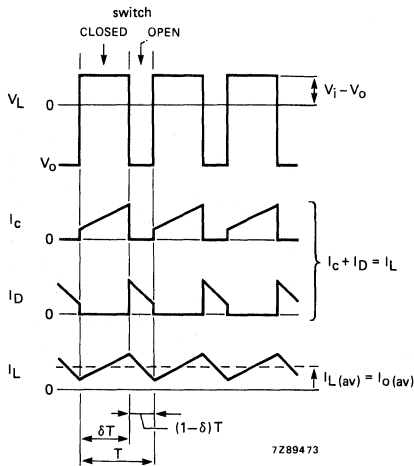 switch
CLOSED OPEN
V_L 0
V_i – V_o
V_o
I_c
0
I_c + I_D = I_L
I_D
0
I_L
0
I_L(av) = I_o(av)
δT
(1–δ)T
T
7Z89473